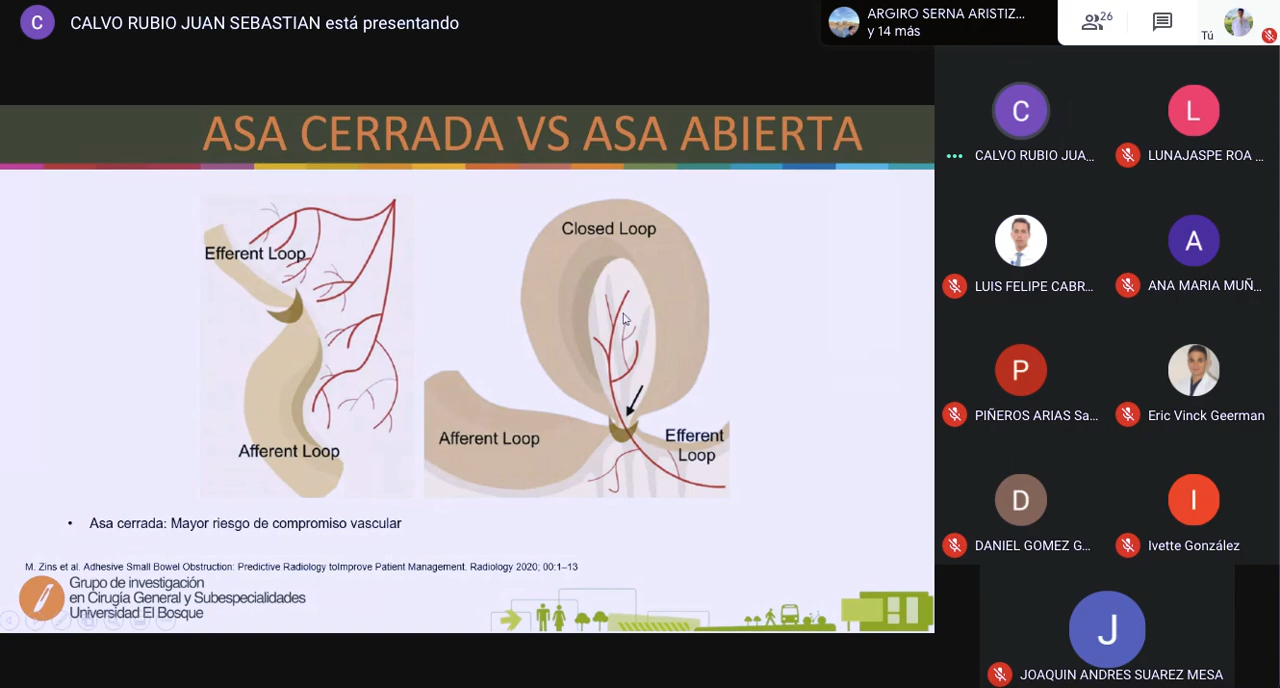 C
CALVO RUBIO JUAN SEBASTIAN está presentando
ARGIRO SERNA ARISTIZ...
y 14 más
26
Tú
ASA CERRADA VS ASA ABIERTA
Efferent Loop
Afferent Loop
Closed Loop
Afferent Loop
Efferent
Loop
• Asa cerrada: Mayor riesgo de compromiso vascular
M. Zins et al. Adhesive Small Bowel Obstruction: Predictive Radiology toImprove Patient Management. Radiology 2020; 00:1–13
Grupo de investigación
en Cirugía General y Subespecialidades
Universidad El Bosque
C
CALVO RUBIO JUA...
L
LUNAJASPE ROA ...
LUIS FELIPE CABR...
A
ANA MARIA MUÑ...
P
PIÑEROS ARIAS Sa...
Eric Vinck Geerman
D
DANIEL GOMEZ G...
I
Ivette González
J
JOAQUIN ANDRES SUAREZ MESA